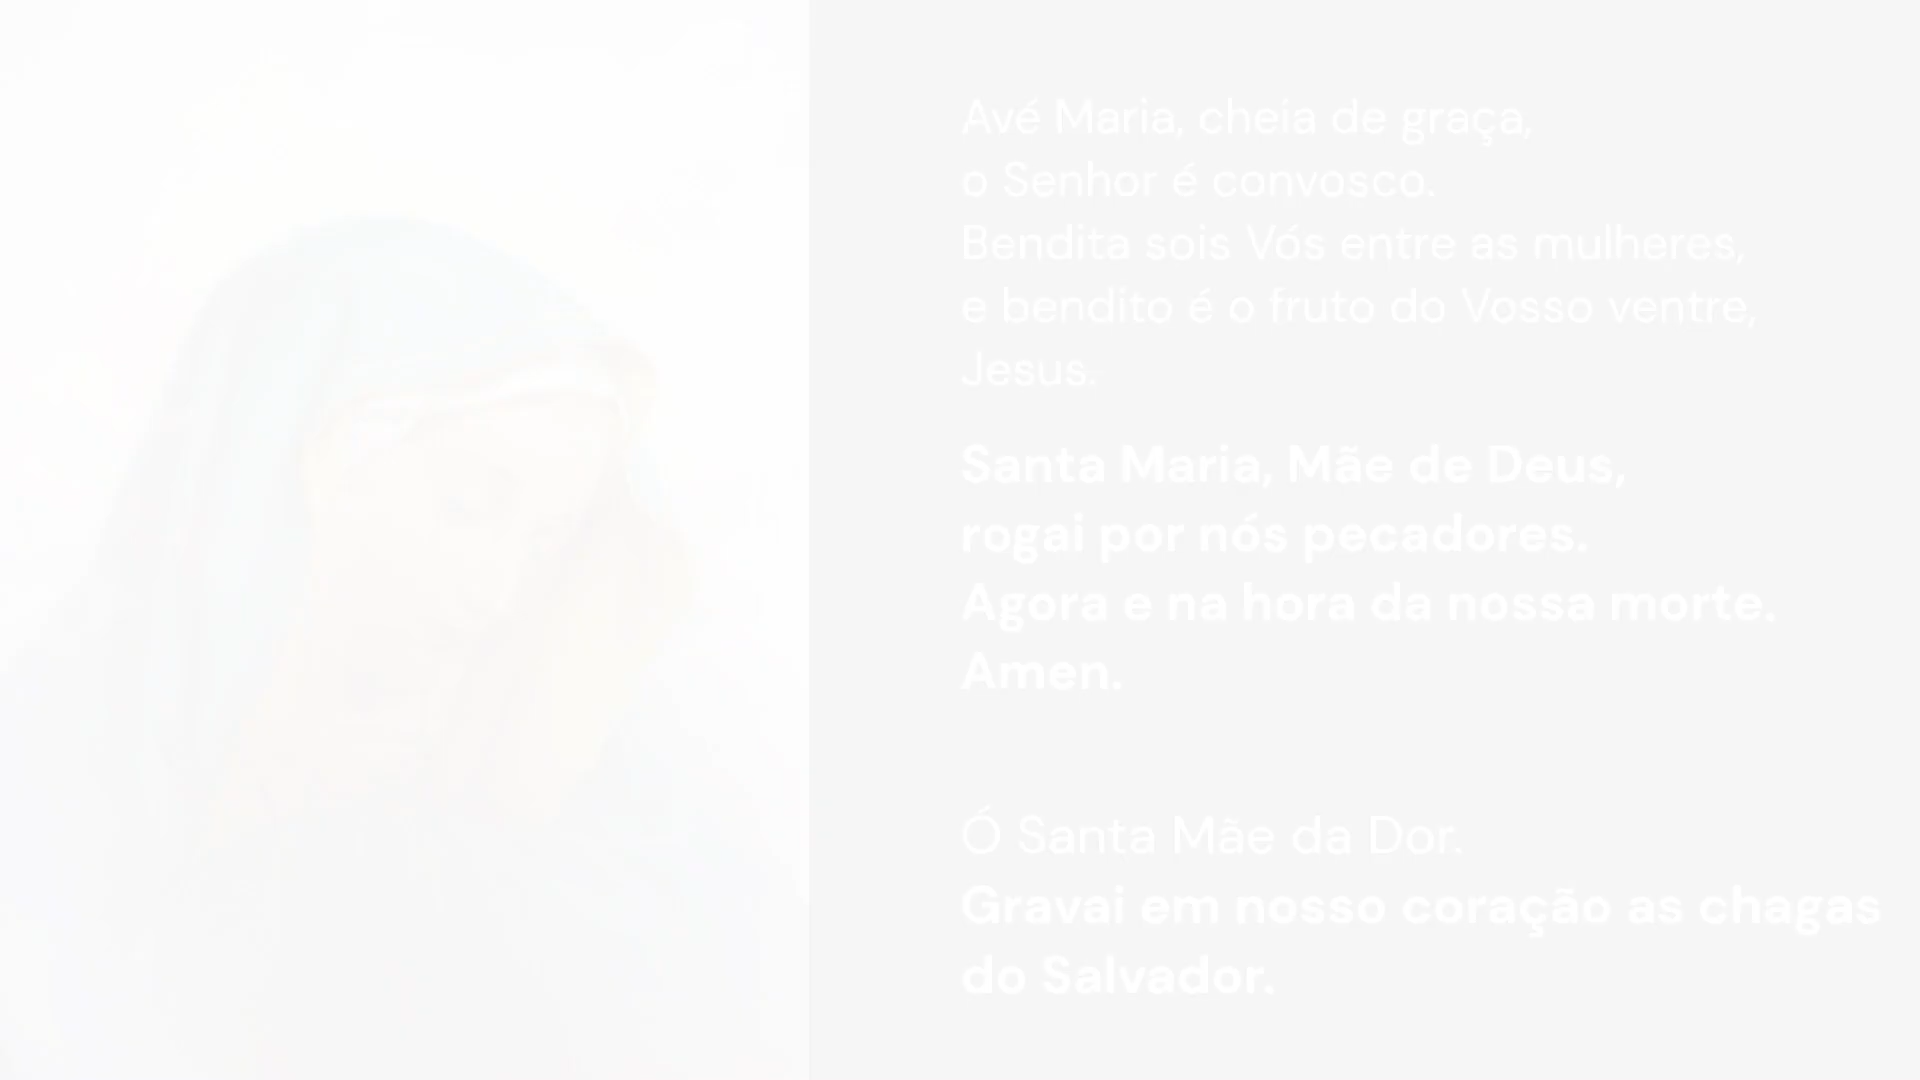 Avé Maria, cheia de graça,
o Senhor é convosco.
Bendita sois Vós entre as mulheres,
e bendito é o fruto do Vosso ventre,
Jesus.
Santa Maria, Mãe de Deus,
rogai por nós pecadores.
Agora e na hora da nossa morte.
Amen.
Ó Santa Mãe da Dor.
Gravai em nosso coração as chagas
do Salvador.